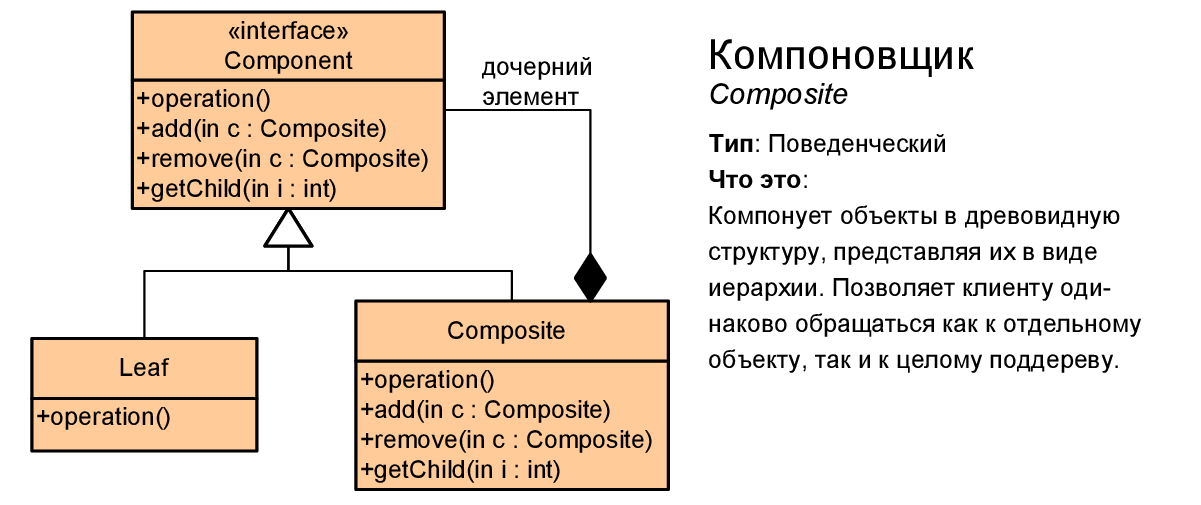 «interface»
Component
+operation()
+add(in c : Composite)
+remove(in c : Composite)
+getChild(in i : int)
дочерний
элемент
Leaf
+operation()
Composite
+operation()
+add(in c : Composite)
+remove(in c : Composite)
+getChild(in i : int)
Компоновщик
Composite
Тип: Поведенческий
Что это:
Компонует объекты в древовидную
структуру, представляя их в виде
иерархии. Позволяет клиенту оди-
наково обращаться как к отдельному
объекту, так и к целому поддереву.